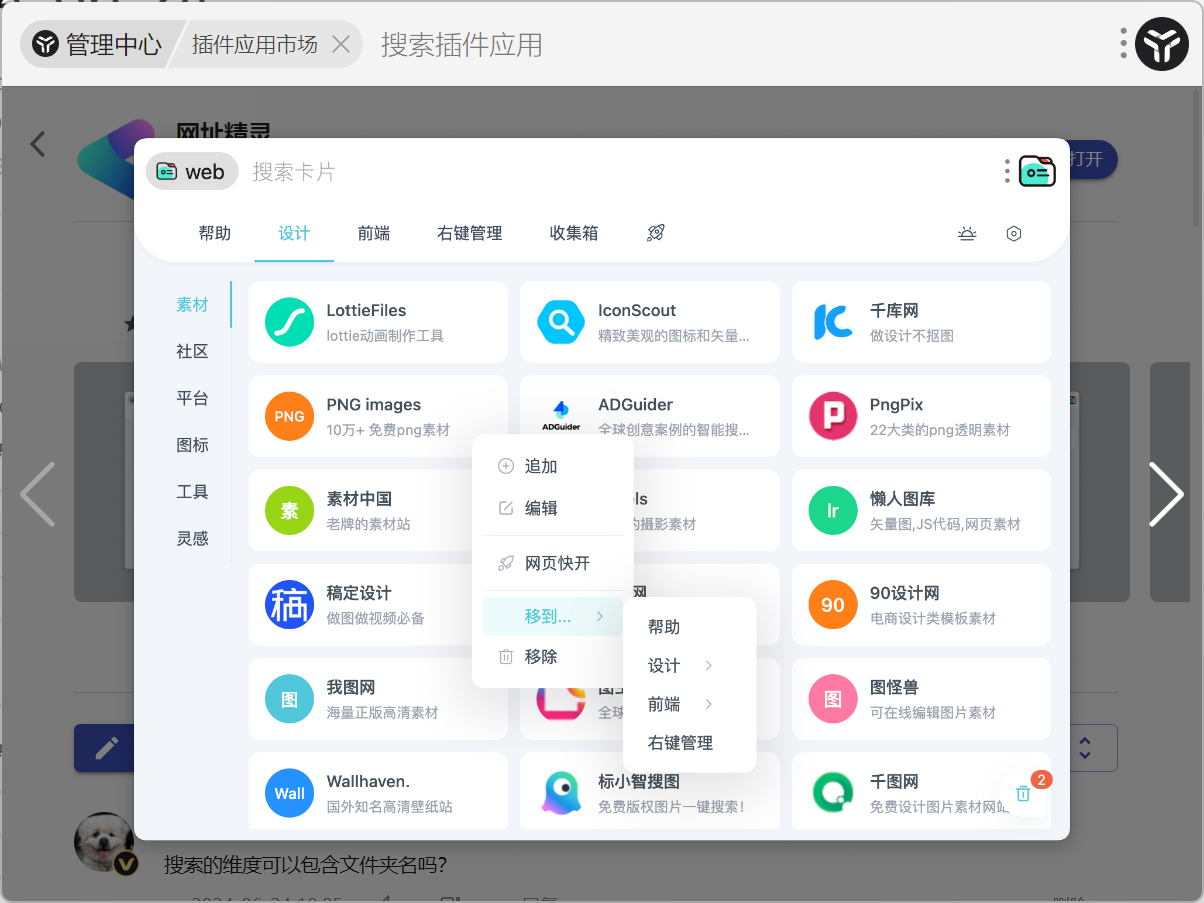 管理中心
插件应用市场
搜索插件应用
网址精灵
打开
web
搜索卡片
帮助
设计
前端
右键管理
收集箱
素材
社区
平台
图标
工具
灵感
LottieFiles
lottie动画制作工具
IconScout
精致美观的图标和矢量...
千库网
做设计不抠图
PNG
PNG images
10万+ 免费png素材
ADGuider
ADGuider
全球创意案例的智能搜...
PngPix
22大类的png透明素材
素
素材中国
老牌的素材站
els
的摄影素材
lr
懒人图库
矢量图,JS代码,网页素材
稿
稿定设计
做图做视频必备
网
90
90设计网
电商设计类模板素材
图
我图网
海量正版高清素材
全球
图
图怪兽
可在线编辑图片素材
Wall
Wallhaven.
国外知名高清壁纸站
标小智搜图
免费版权图片一键搜索!
千图网
免费设计图片素材网站
2
追加
编辑
网页快开
移到...
移除
帮助
设计
前端
右键管理
搜索的维度可以包含文件夹名吗?